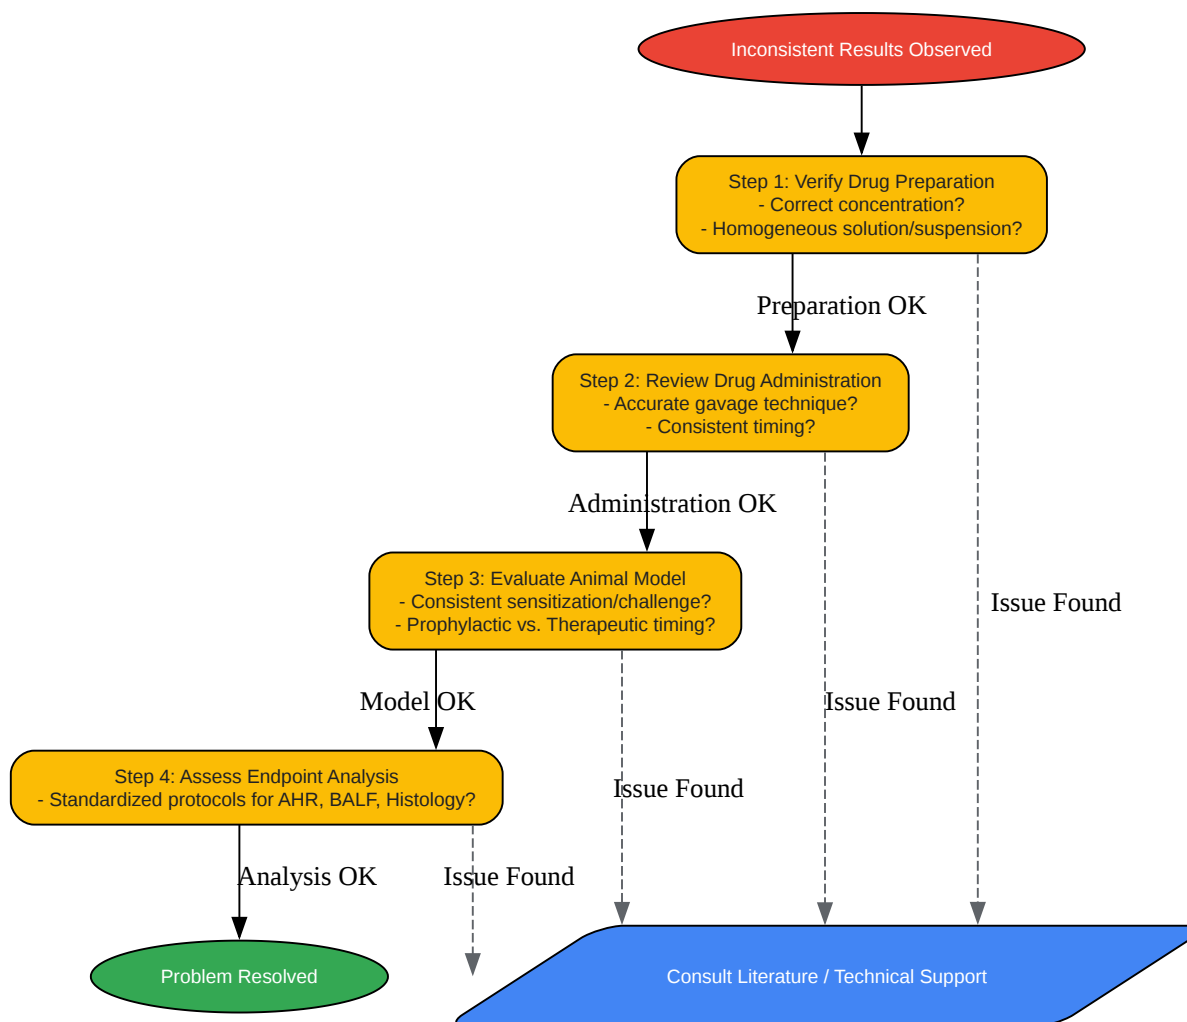 Inconsistent Results Observed
Step 1: Verify Drug Preparation
- Correct concentration?
- Homogeneous solution/suspension?
Preparation OK
Step 2: Review Drug Administration
- Accurate gavage technique?
- Consistent timing?
Administration OK
Step 3: Evaluate Animal Model
- Consistent sensitization/challenge?
- Prophylactic vs. Therapeutic timing?
Issue Found
Model OK
Issue Found
Step 4: Assess Endpoint Analysis
- Standardized protocols for AHR, BALF, Histology?
Issue Found
Analysis OK
Issue Found
Problem Resolved
Consult Literature / Technical Support